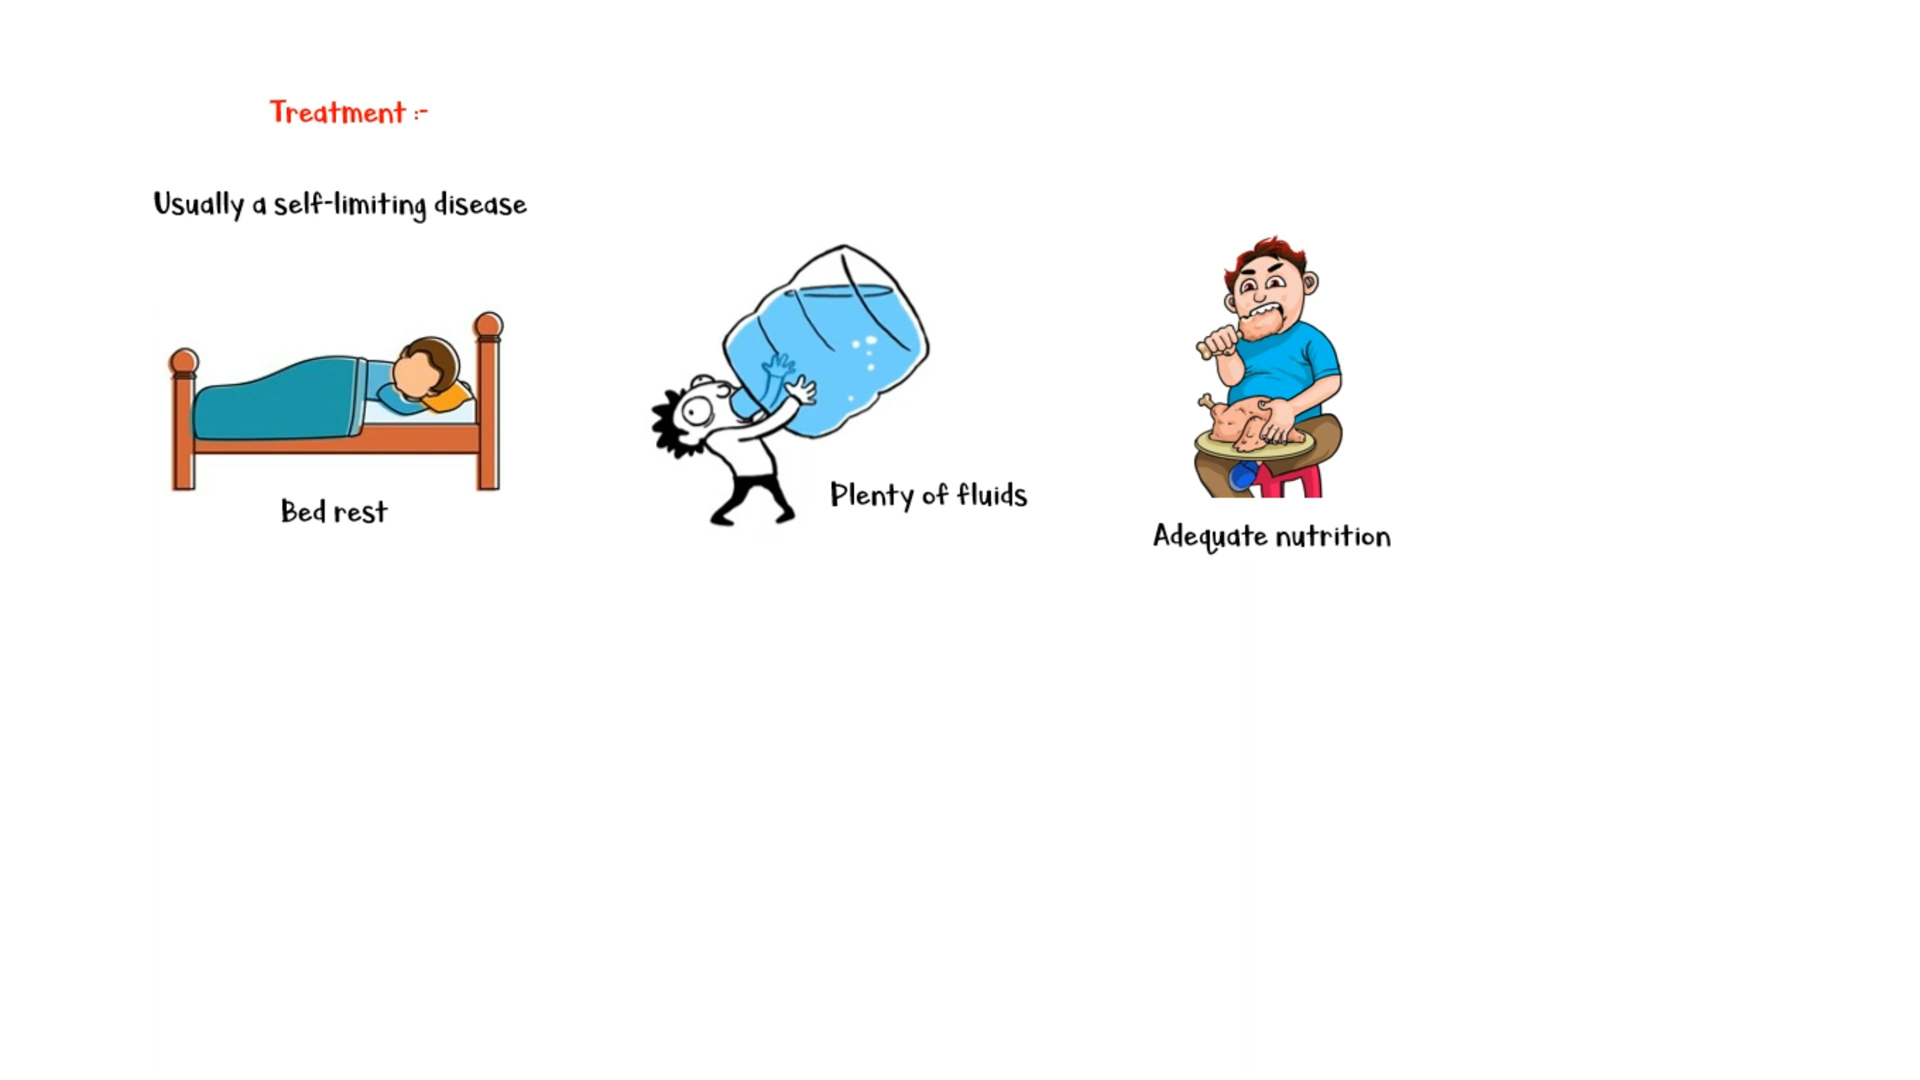 Treatment :-
Usually a self-limiting disease
Bed rest
Plenty of fluids
Adequate nutrition